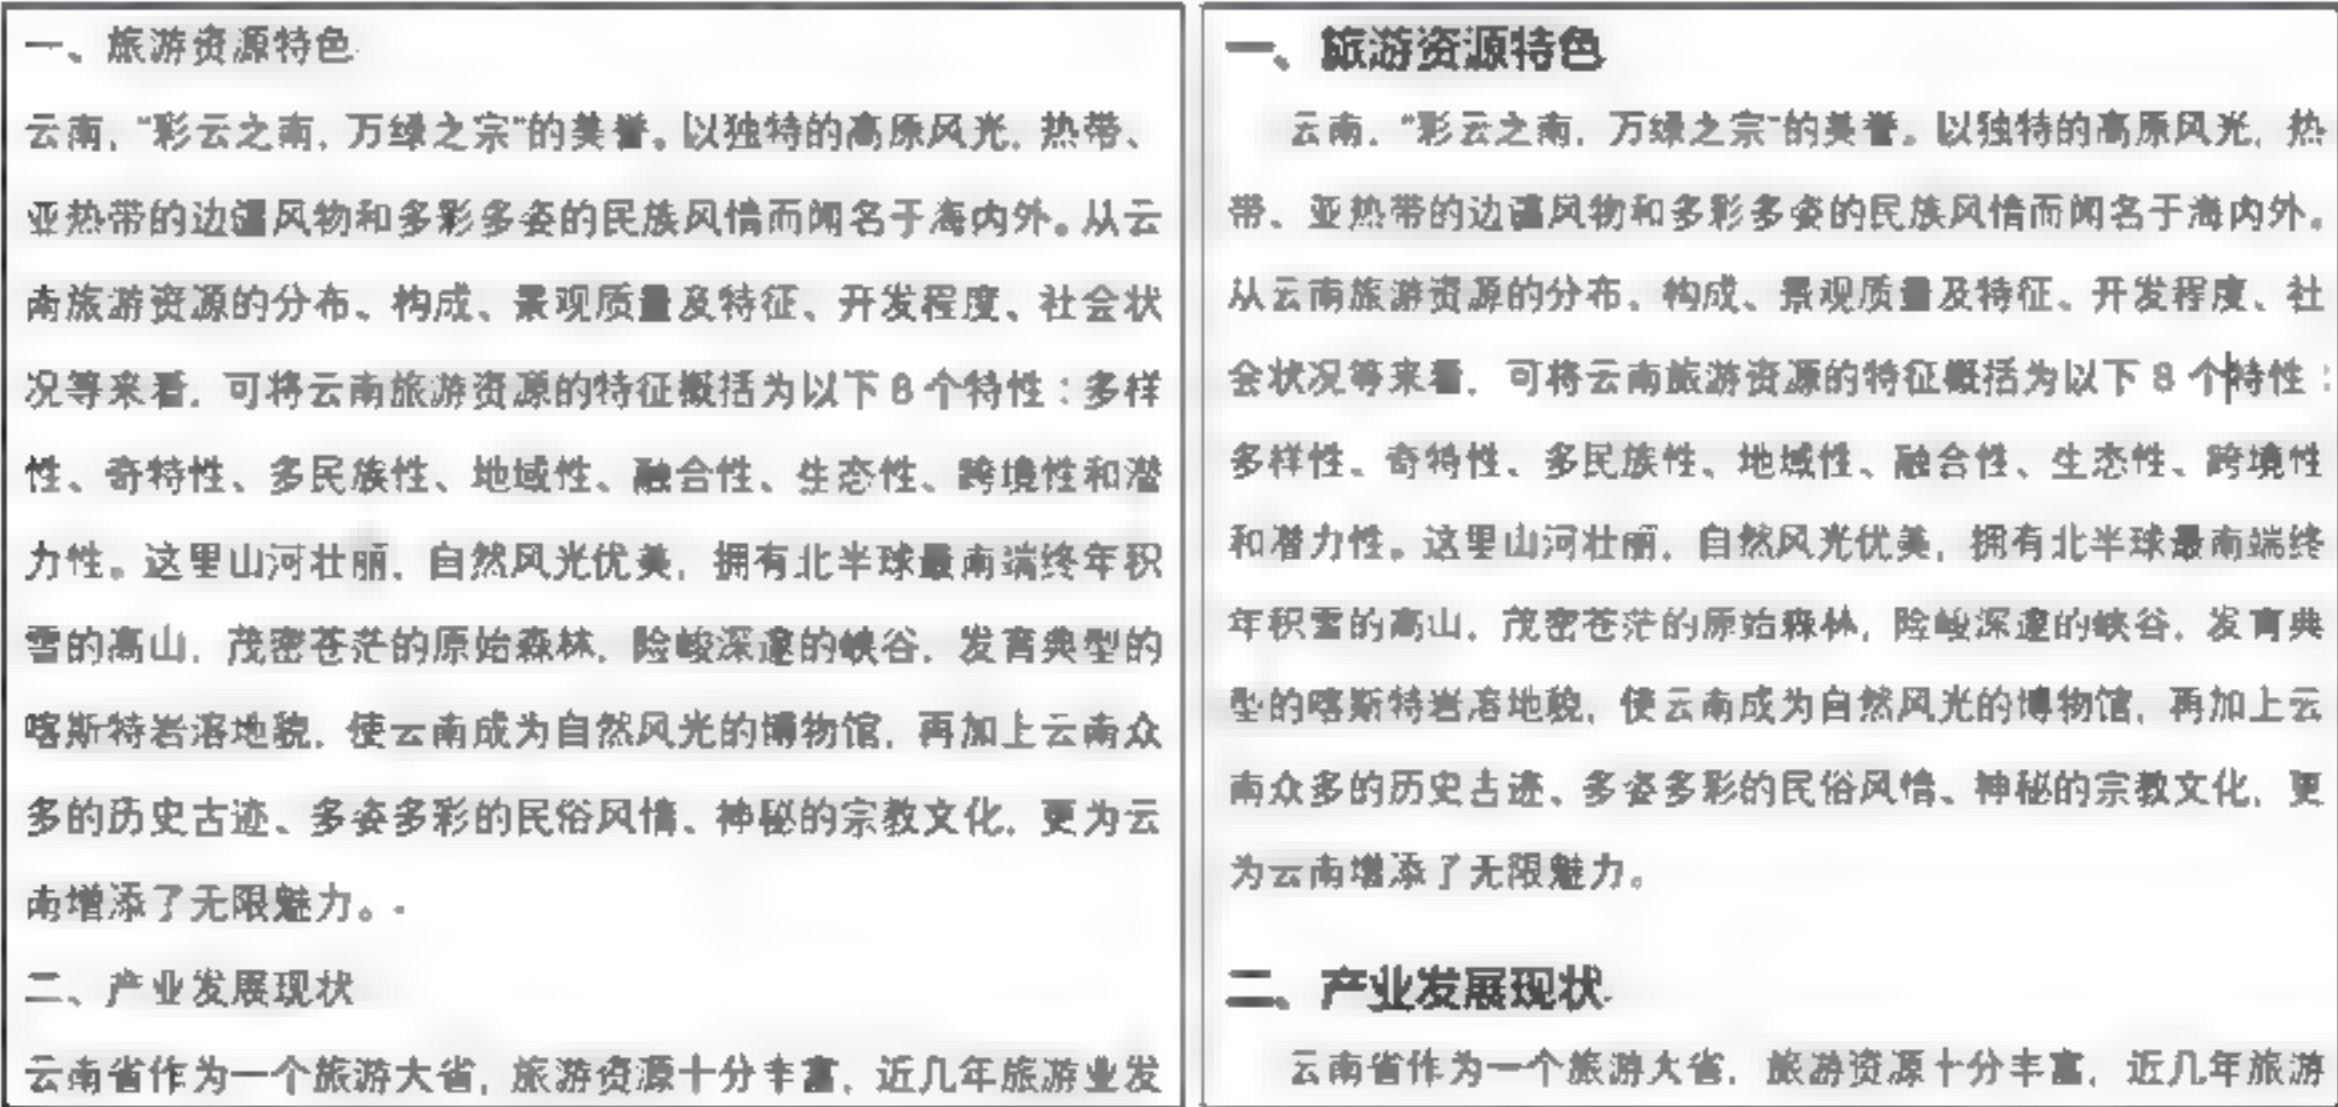 一、旅游资源特色
云南，“彩云之南，万绿之宗”的美誉。以独特的高原风光，热带、
亚热带的边疆风物和多彩多姿的民族风情而闻名于海内外。从云
南旅游资源的分布、构成、景观质量及特征、开发程度、社会状
况等来看，可将云南旅游资源的特征概括为以下8个特性：多样
性、奇特性、多民族性、地域性、融合性、生态性、跨境性和潜
力性。这里山河壮丽，自然风光优美，拥有北半球最南端终年积
雪的高山，茂密苍茫的原始森林，险峻深邃的峡谷，发育典型的
喀斯特岩溶地貌，使云南成为自然风光的博物馆，再加上云南众
多的历史古迹、多姿多彩的民俗风情、神秘的宗教文化，更为云
南增添了无限魅力。
二、产业发展现状
云南省作为一个旅游大省，旅游资源十分丰富，近几年旅游业发
一、旅游资源特色
云南，“彩云之南，万绿之宗”的美誉。以独特的高原风光，热
带、亚热带的边疆风物和多彩多姿的民族风情而闻名于海内外。
从云南旅游资源的分布、构成、景观质量及特征、开发程度、社
会状况等来看，可将云南旅游资源的特征概括为以下8个特性：
多样性、奇特性、多民族性、地域性、融合性、生态性、跨境性
和潜力性。这里山河壮丽，自然风光优美，拥有北半球最南端终
年积雪的高山，茂密苍茫的原始森林，险峻深邃的峡谷，发育典
型的喀斯特岩溶地貌，使云南成为自然风光的博物馆，再加上云
南众多的历史古迹、多姿多彩的民俗风情、神秘的宗教文化，更
为云南增添了无限魅力。
二、产业发展现状
云南省作为一个旅游大省，旅游资源十分丰富，近几年旅游